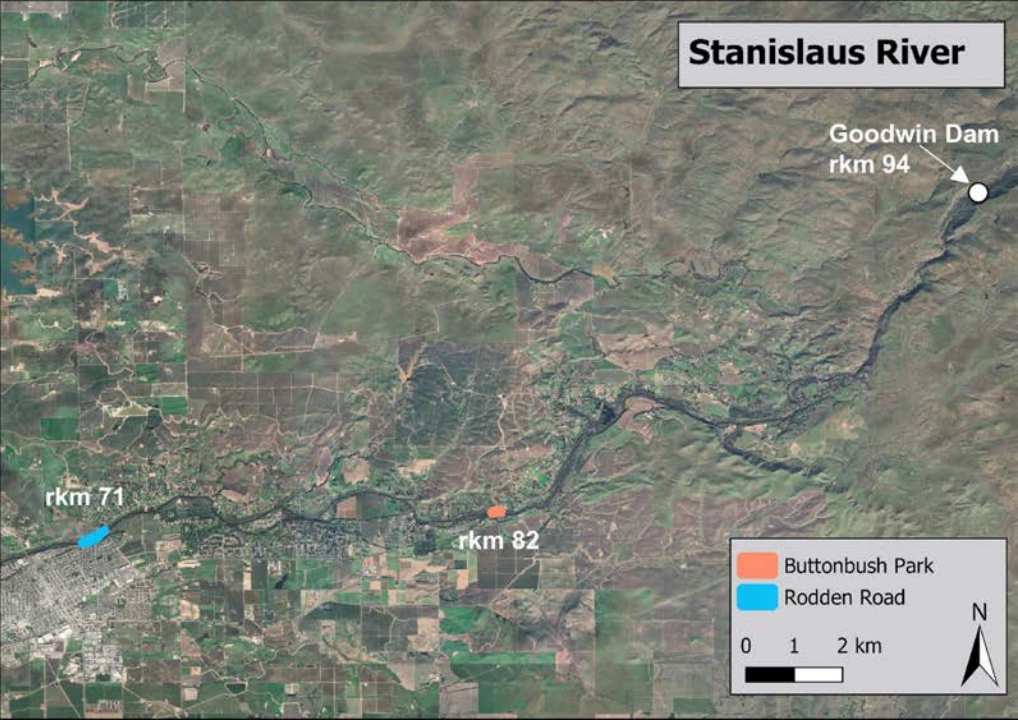 Stanislaus River
Goodwin Dam
rkm 94
rkm 71
rkm 82
Buttonbush Park
Rodden Road
N
0 1 2 km